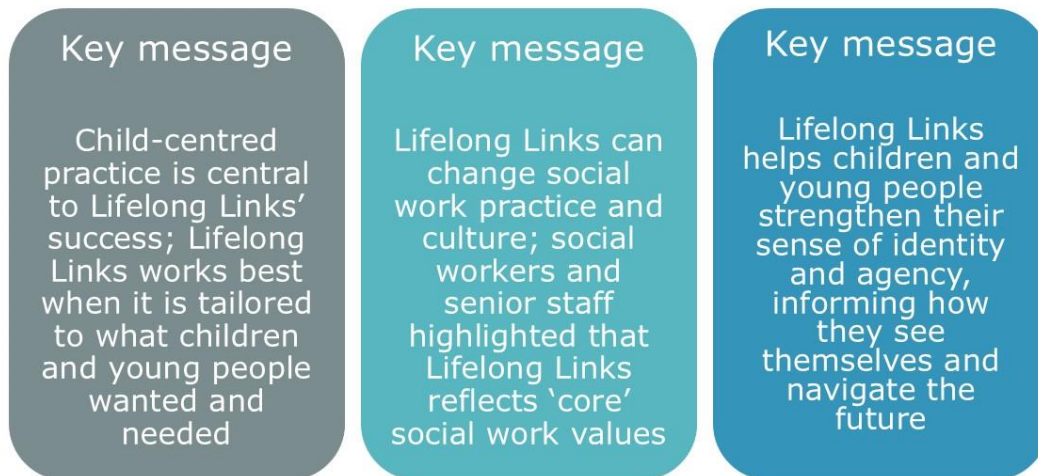 Key message
Child-centred
practice is central
to Lifelong Links’
success; Lifelong
Links works best
when it is tailored
to what children
and young people
wanted and
needed
Key message
Lifelong Links can
change social
work practice and
culture; social
workers and
senior staff
highlighted that
Lifelong Links
reflects ‘core’
social work values
Key message
Lifelong Links
helps children and
young people
strengthen their
sense of identity
and agency,
informing how
they see
themselves and
navigate the
future